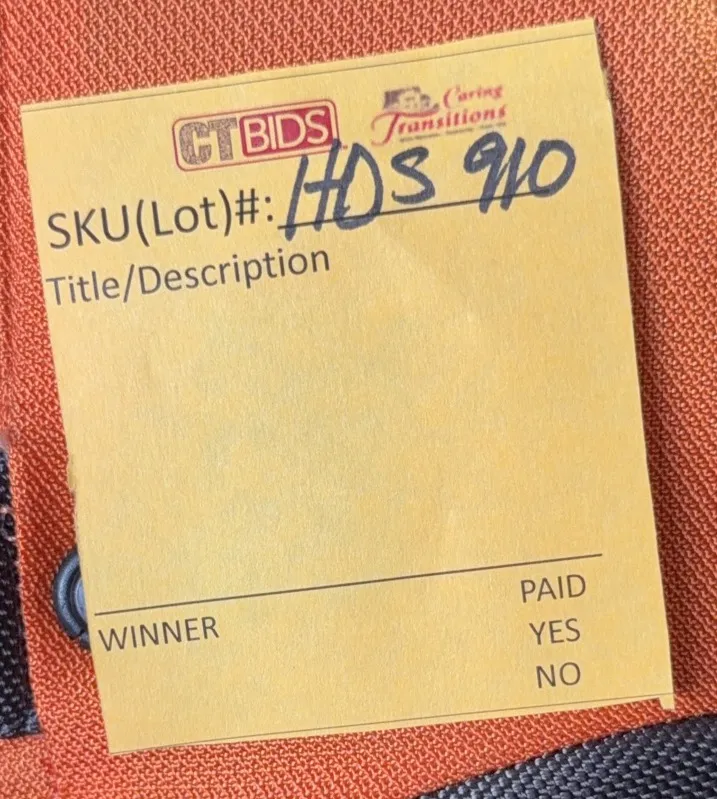 CTBIDS Caring Transitions
SKU(Lot)#: HDS 910
Title/Description
WINNER PAID
YES
NO